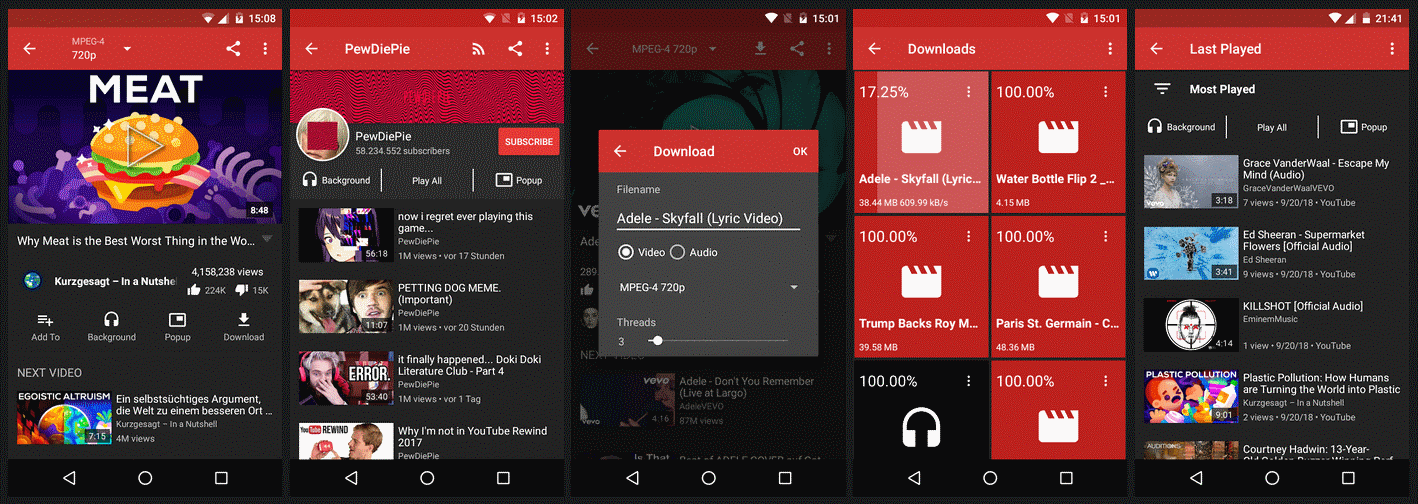 15:08
MPEG-4
720p
MEAT
8:48
Why Meat is the Best Worst Thing in the Wo...
Kurzgesagt – In a Nutshe
4,158,238 views
224K 15K
Add To Background Popup Download
NEXT VIDEO
EGOISTIC ALTRUISM
7:15
Ein selbstsüchtiges Argument,
die Welt zu einem besseren Ort ...
Kurzgesagt – In a Nutshell
4M views
15:02
PewDiePie
PewDiePie
58.234.552 subscribers
SUBSCRIBE
Background Play All Popup
56:18
now i regret ever playing this
game...
PewDiePie
1M views • vor 17 Stunden
11:07
PETTING DOG MEME.
(Important)
PewDiePie
1M views • vor 20 Stunden
ERROR.
53:40
it finally happened... Doki Doki
Literature Club - Part 4
PewDiePie
1M views • vor 1 Tag
You Tube REWIND
Why I'm not in YouTube Rewind
2017
PewDiePie
15:01
MPEG-4 720p
Download OK
Filename
Adele - Skyfall (Lyric Video)
Video Audio
MPEG-4 720p
Threads
3
NEXT VIDEO
vevo
4:16
Adele - Don't You Remember
(Live at Largo)
AdeleVEVO
87M views
Is That
15:01
Downloads
17.25%
Adele - Skyfall (Lyric...
38.44 MB 609.99 kB/s
100.00%
Water Bottle Flip 2 _...
4.15 MB
100.00%
Trump Backs Roy M...
39.58 MB
100.00%
Paris St. Germain - C...
48.36 MB
100.00%
100.00%
21:41
Last Played
Most Played
Background Play All Popup
vevo
3:18
Grace VanderWaal - Escape My
Mind (Audio)
GraceVanderWaalVEVO
7 views • 9/20/18 • YouTube
3:41
Ed Sheeran - Supermarket
Flowers [Official Audio]
Ed Sheeran
9 views • 9/20/18 • YouTube
4:14
KILLSHOT [Official Audio]
EminemMusic
1 view • 9/20/18 • YouTube
PLASTIC POLLUTION
9:01
Plastic Pollution: How Humans
are Turning the World into Plastic
Kurzgesagt – In a Nutshell
2 views • 9/20/18 • YouTube
AUDITIONS
Courtney Hadwin: 13-Year-
Old Golden Buzzer Winning Perf